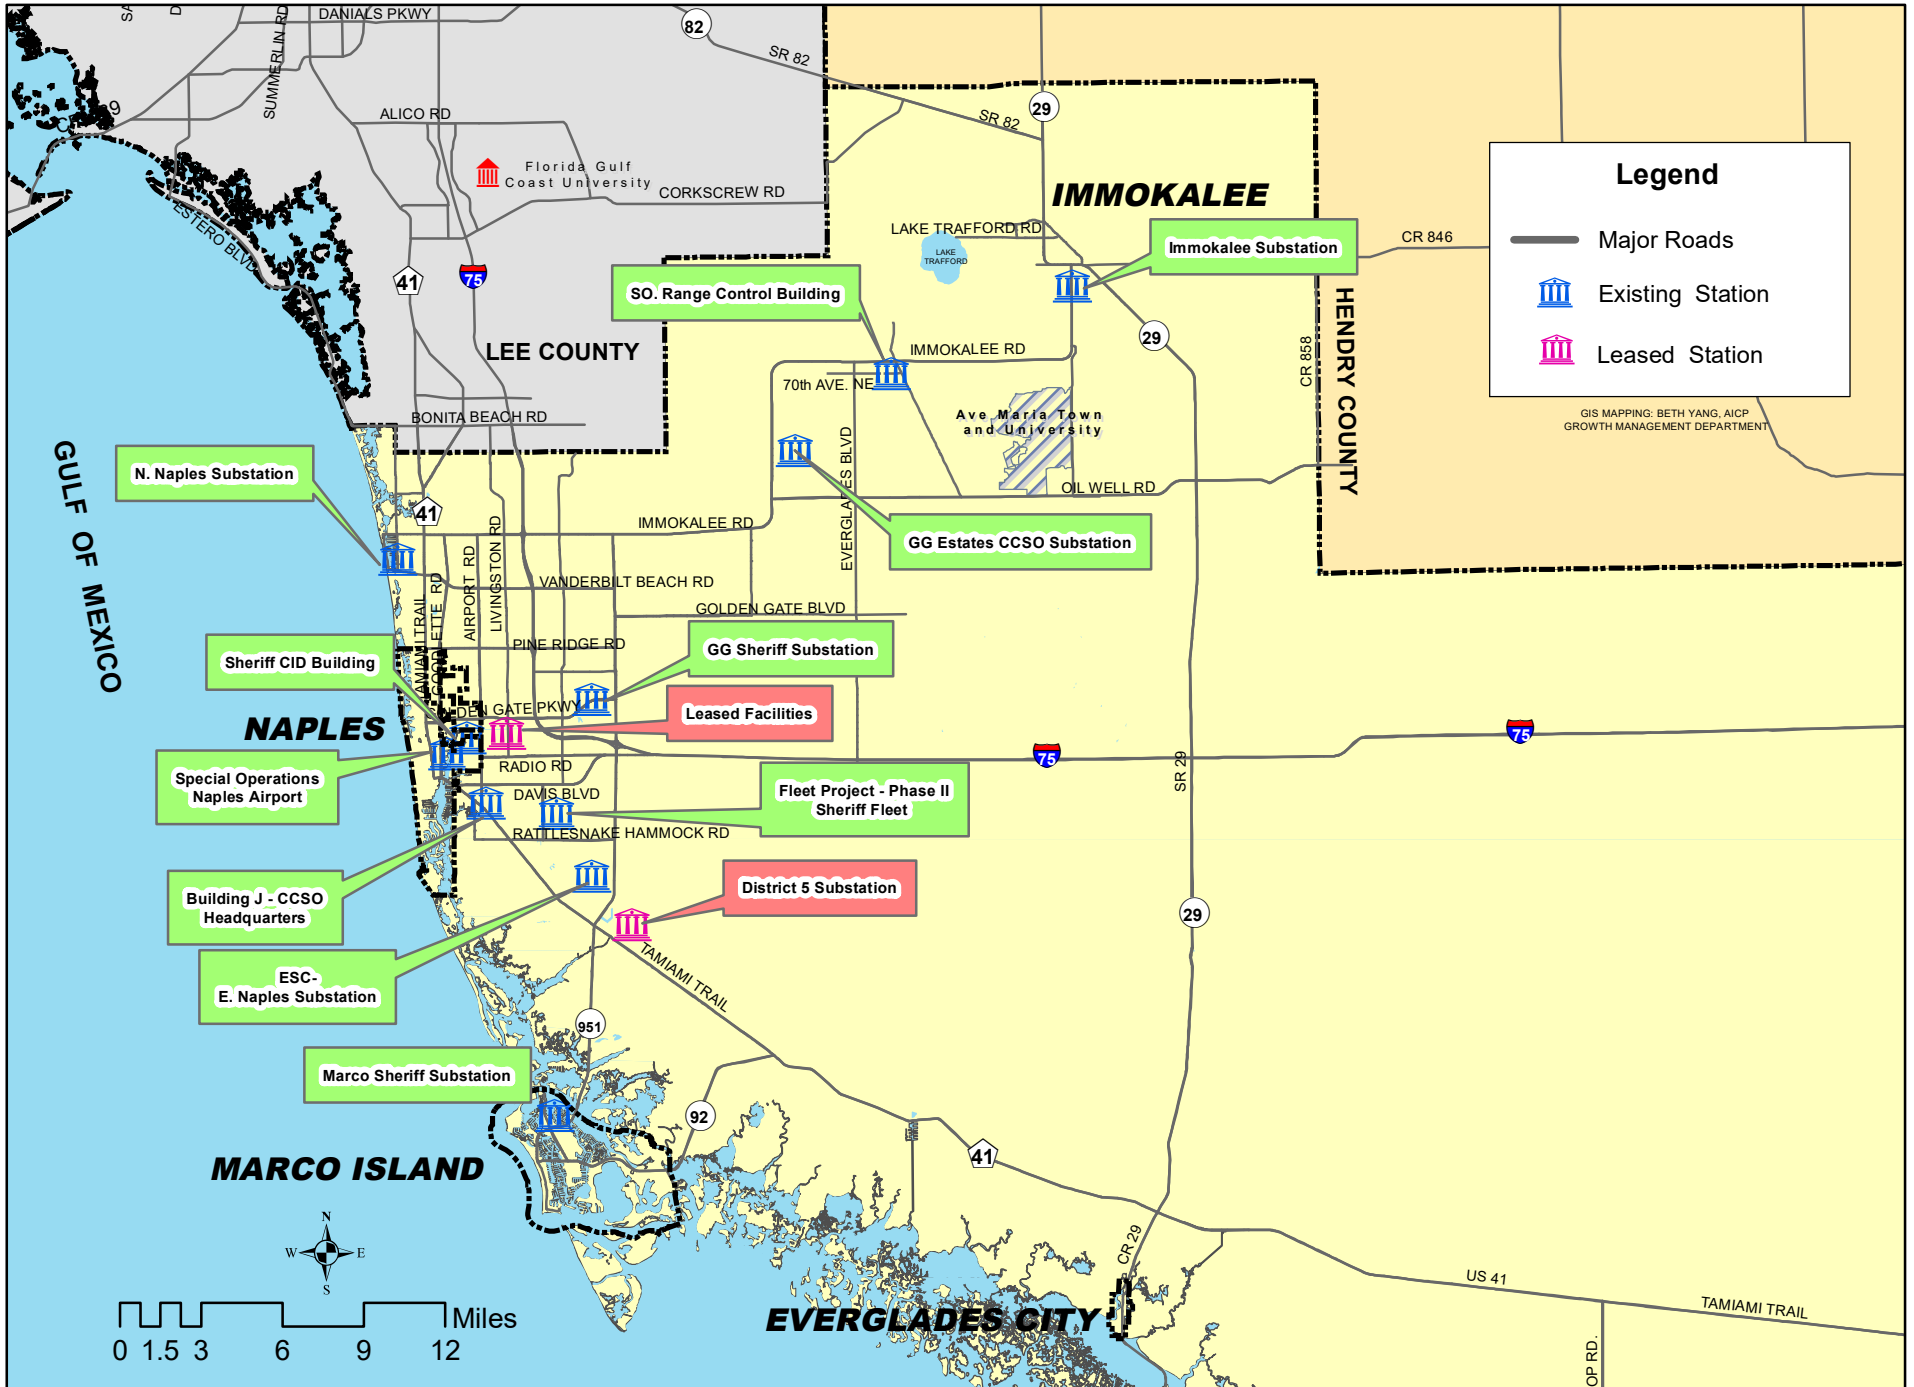 SA
D
DANIALS PKWY
SUMMERLIN RD
82
SR 82
29
SR 82
ALICO RD
Florida Gulf
Coast University
CORKSCREW RD
ESTERO BLVD
IMMOKALEE
LAKE TRAFFORD RD
LAKE
TRAFFORD
Immokalee Substation
CR 846
Legend
Major Roads
Existing Station
Leased Station
GIS MAPPING: BETH YANG, AICP
GROWTH MANAGEMENT DEPARTMENT
41
75
SO. Range Control Building
29
HENDRY COUNTY
CR 858
LEE COUNTY
IMMOKALEE RD
70th AVE. NE
Ave Maria Town
and University
BONITA BEACH RD
GULF OF MEXICO
N. Naples Substation
EVERGLADES BLVD
OIL WELL RD
41
IMMOKALEE RD
GG Estates CCSO Substation
LIVINGSTON RD
AIRPORT RD
VANDERBILT BEACH RD
GOLDEN GATE BLVD
TAMIAMI TRAIL
GOODLETTE RD
PINE RIDGE RD
Sheriff CID Building
GG Sheriff Substation
GOLDEN GATE PKWY
Leased Facilities
NAPLES
75
75
SR 29
RADIO RD
Special Operations
Naples Airport
DAVIS BLVD
Fleet Project - Phase II
Sheriff Fleet
RATTLESNAKE HAMMOCK RD
Building J - CCSO
Headquarters
District 5 Substation
29
ESC-
E. Naples Substation
TAMIAMI TRAIL
951
Marco Sheriff Substation
92
41
MARCO ISLAND
N
W E
S
CR 29
US 41
TAMIAMI TRAIL
EVERGLADES CITY
Miles
0 1.5 3 6 9 12
OP RD.